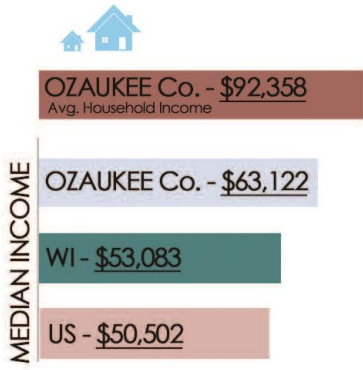 OZAUKEE Co. - $92,358
Avg. Household Income
MEDIAN INCOME
OZAUKEE Co. - $63,122
WI - $53,083
US - $50,502